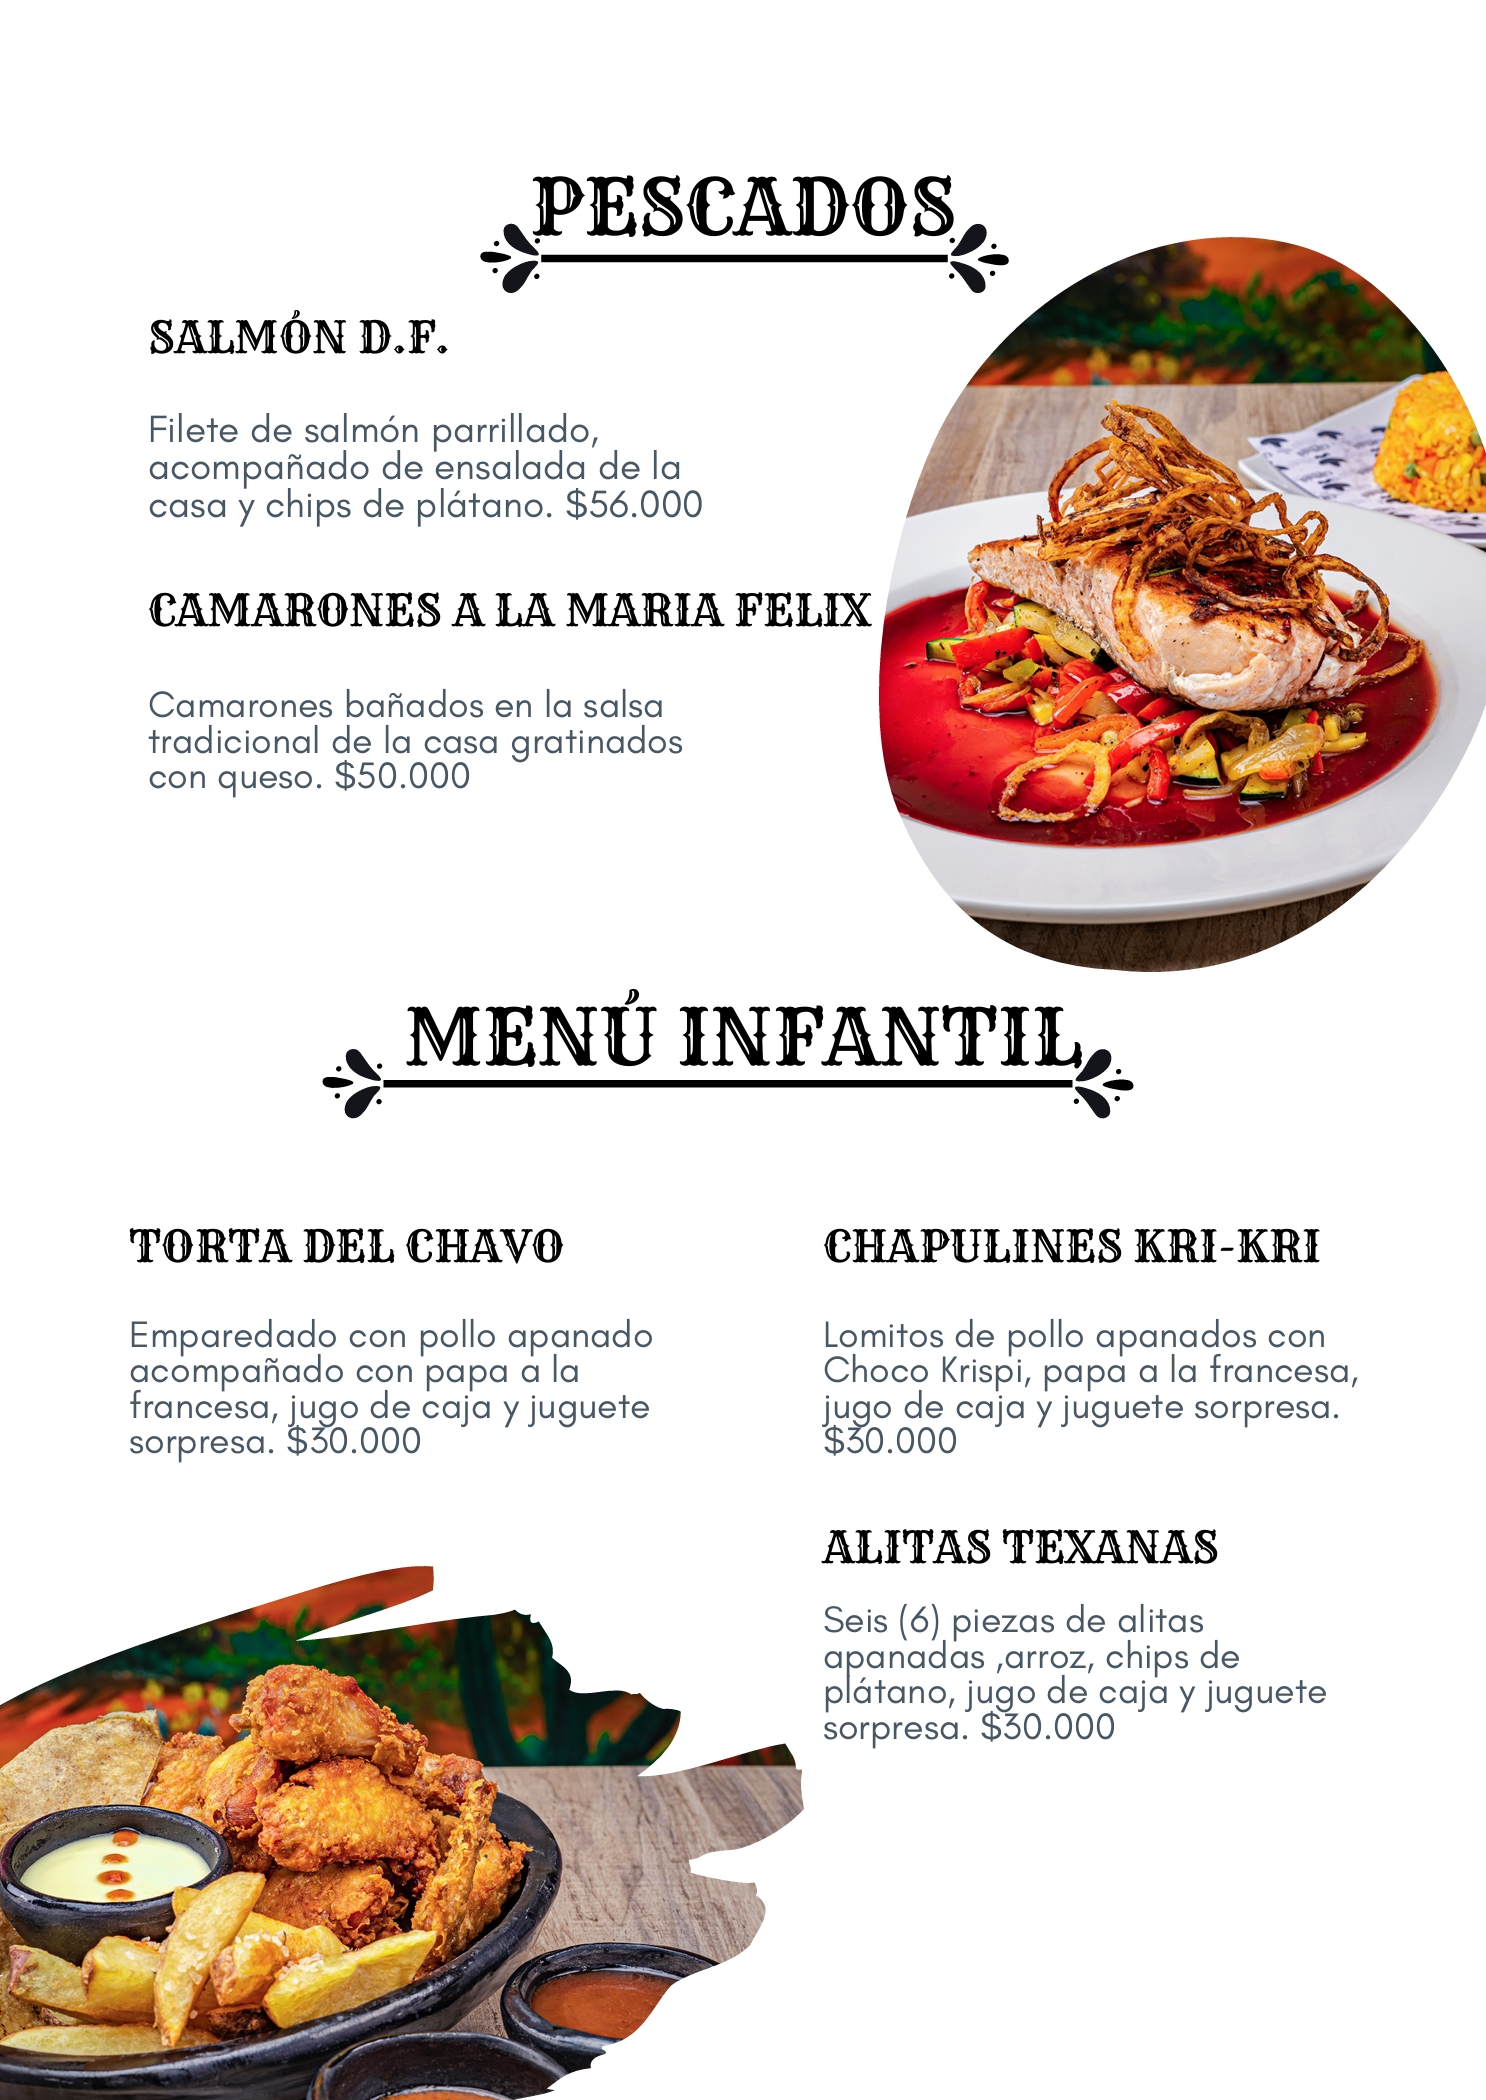 PESCADOS
SALMÓN D.F.
Filete de salmón parrillado,
acompañado de ensalada de la
casa y chips de plátano. $56.000
CAMARONES A LA MARIA FELIX
Camarones bañados en la salsa
tradicional de la casa gratinados
con queso. $50.000
MENÚ INFANTIL
TORTA DEL CHAVO
Emparedado con pollo apanado
acompañado con papa a la
francesa, jugo de caja y juguete
sorpresa. $30.000
CHAPULINES KRI-KRI
Lomitos de pollo apanados con
Choco Krispi, papa a la francesa,
jugo de caja y juguete sorpresa.
$30.000
ALITAS TEXANAS
Seis (6) piezas de alitas
apanadas ,arroz, chips de
plátano, jugo de caja y juguete
sorpresa. $30.000